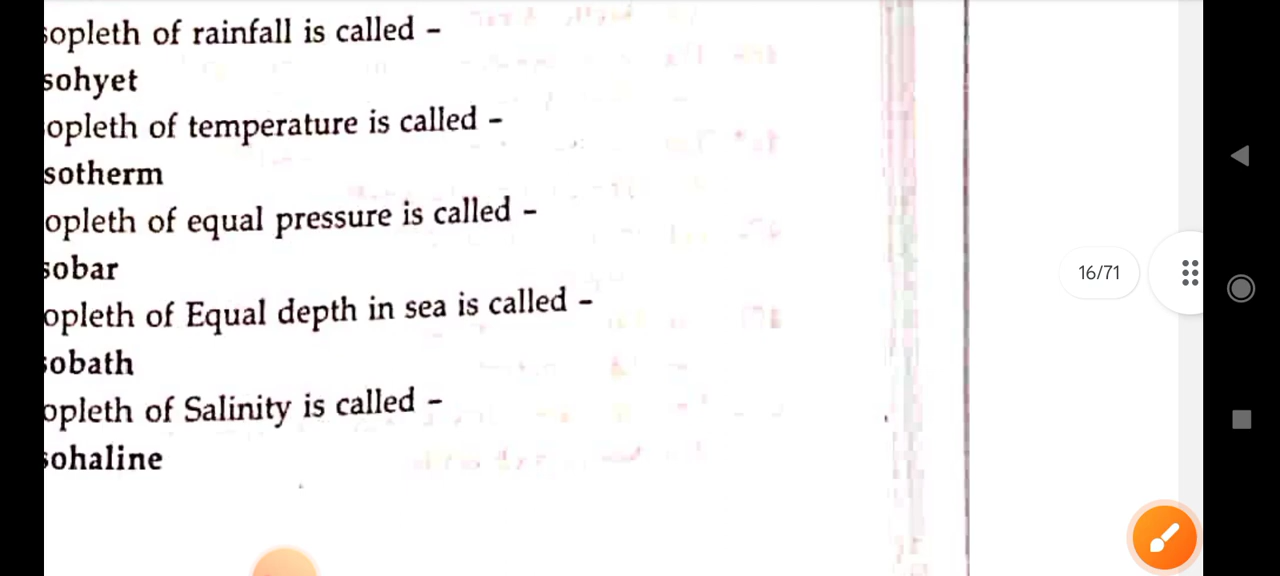 sopleth of rainfall is called -
sohyet
opleth of temperature is called -
sotherm
opleth of equal pressure is called -
sobar
opleth of Equal depth in sea is called -
sobath
opleth of Salinity is called -
sohaline
16/71